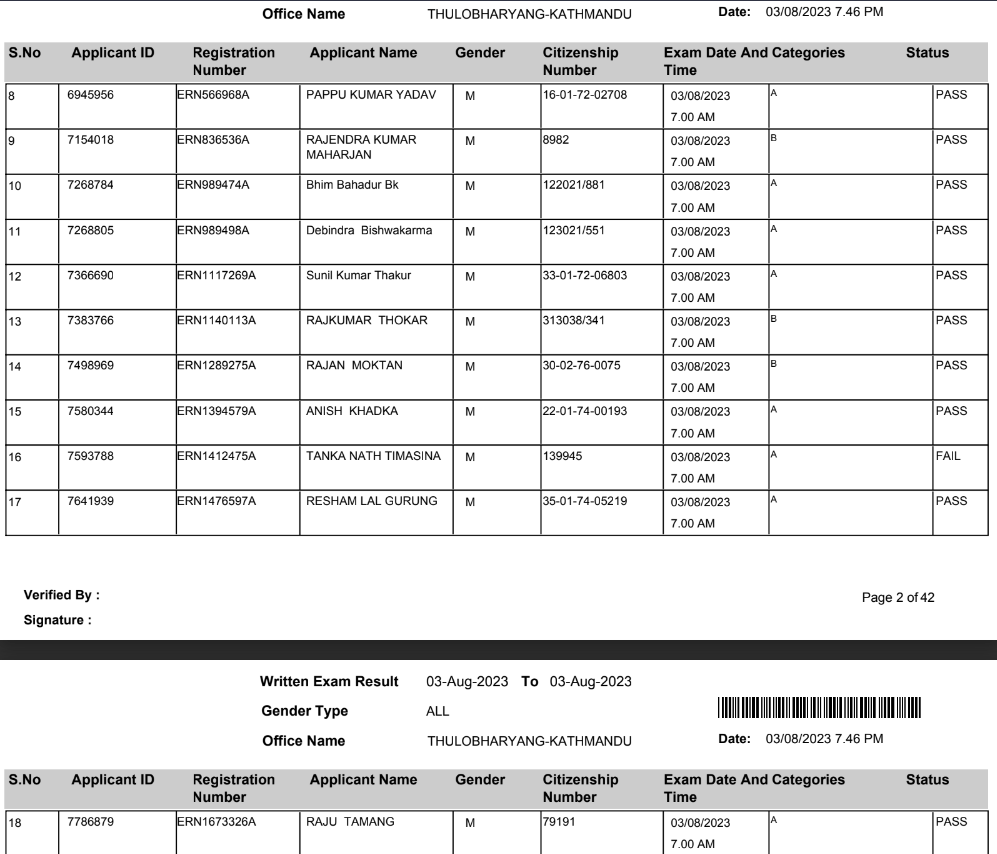 Office Name THULOBHARYANG-KATHMANDU Date: 03/08/2023 7.46 PM
S.No Applicant ID Registration Number Applicant Name Gender Citizenship Number Exam Date And Time Categories Status
8 6945956 ERN566968A PAPPU KUMAR YADAV M 16-01-72-02708 03/08/2023 7.00 AM A PASS
9 7154018 ERN836536A RAJENDRA KUMAR MAHARJAN M 8982 03/08/2023 7.00 AM B PASS
10 7268784 ERN989474A Bhim Bahadur Bk M 122021/881 03/08/2023 7.00 AM A PASS
11 7268805 ERN989498A Debindra Bishwakarma M 123021/551 03/08/2023 7.00 AM A PASS
12 7366690 ERN1117269A Sunil Kumar Thakur M 33-01-72-06803 03/08/2023 7.00 AM A PASS
13 7383766 ERN1140113A RAJKUMAR THOKAR M 313038/341 03/08/2023 7.00 AM B PASS
14 7498969 ERN1289275A RAJAN MOKTAN M 30-02-76-0075 03/08/2023 7.00 AM B PASS
15 7580344 ERN1394579A ANISH KHADKA M 22-01-74-00193 03/08/2023 7.00 AM A PASS
16 7593788 ERN1412475A TANKA NATH TIMASINA M 139945 03/08/2023 7.00 AM A FAIL
17 7641939 ERN1476597A RESHAM LAL GURUNG M 35-01-74-05219 03/08/2023 7.00 AM A PASS
Verified By :
Page 2 of 42
Signature :
Written Exam Result 03-Aug-2023 To 03-Aug-2023
Gender Type ALL
Office Name THULOBHARYANG-KATHMANDU Date: 03/08/2023 7.46 PM
S.No Applicant ID Registration Number Applicant Name Gender Citizenship Number Exam Date And Time Categories Status
18 7786879 ERN1673326A RAJU TAMANG M 79191 03/08/2023 7.00 AM A PASS